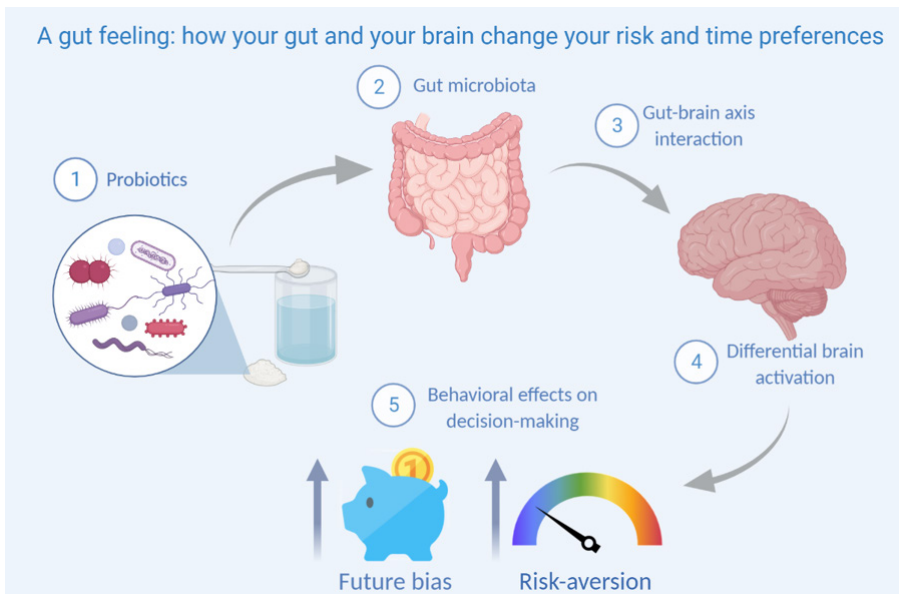 A gut feeling: how your gut and your brain change your risk and time preferences
1
Probiotics
2
Gut microbiota
3
Gut-brain axis
interaction
4
Differential brain
activation
5
Behavioral effects on
decision-making
1
Future bias
Risk-aversion